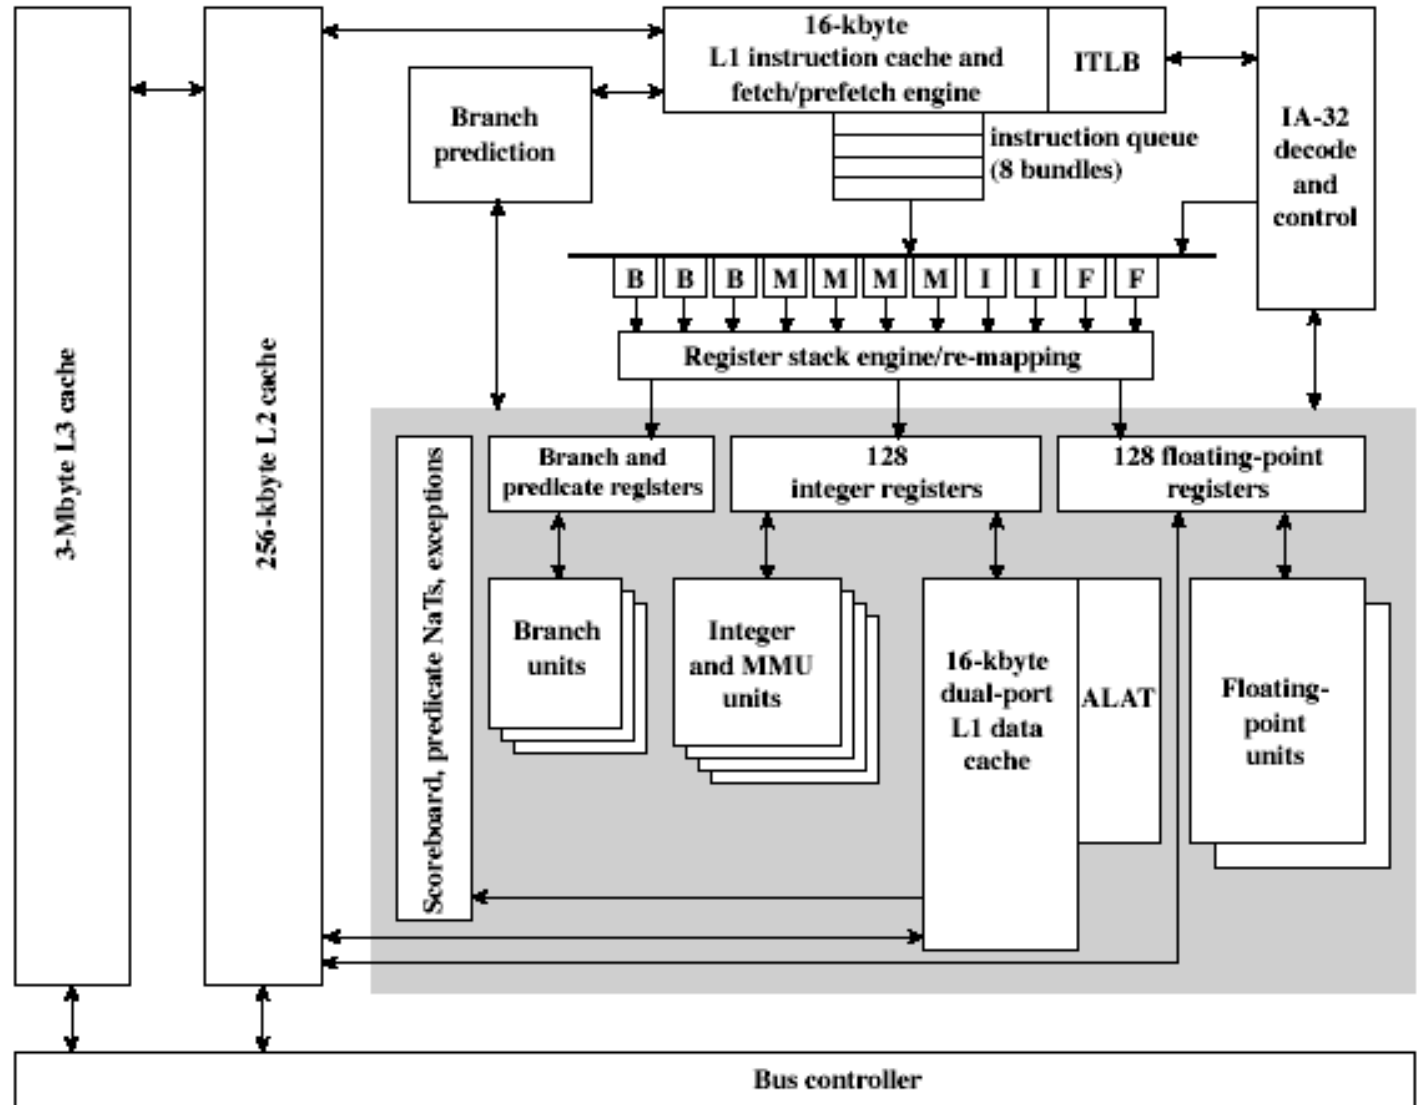 16-kbyte
L1 instruction cache and
fetch/prefetch engine
ITLB
IA-32
decode
and
control
Branch
prediction
instruction queue
(8 bundles)
B B B M M M M I I F F
Register stack engine/re-mapping
3-Mbyte L3 cache
256-kbyte L2 cache
Scoreboard, predicate NaTs, exceptions
Branch and
predicate registers
128
integer registers
128 floating-point
registers
Branch
units
Integer
and MMU
units
16-kbyte
dual-port
L1 data
cache
ALAT
Floating-
point
units
Bus controller